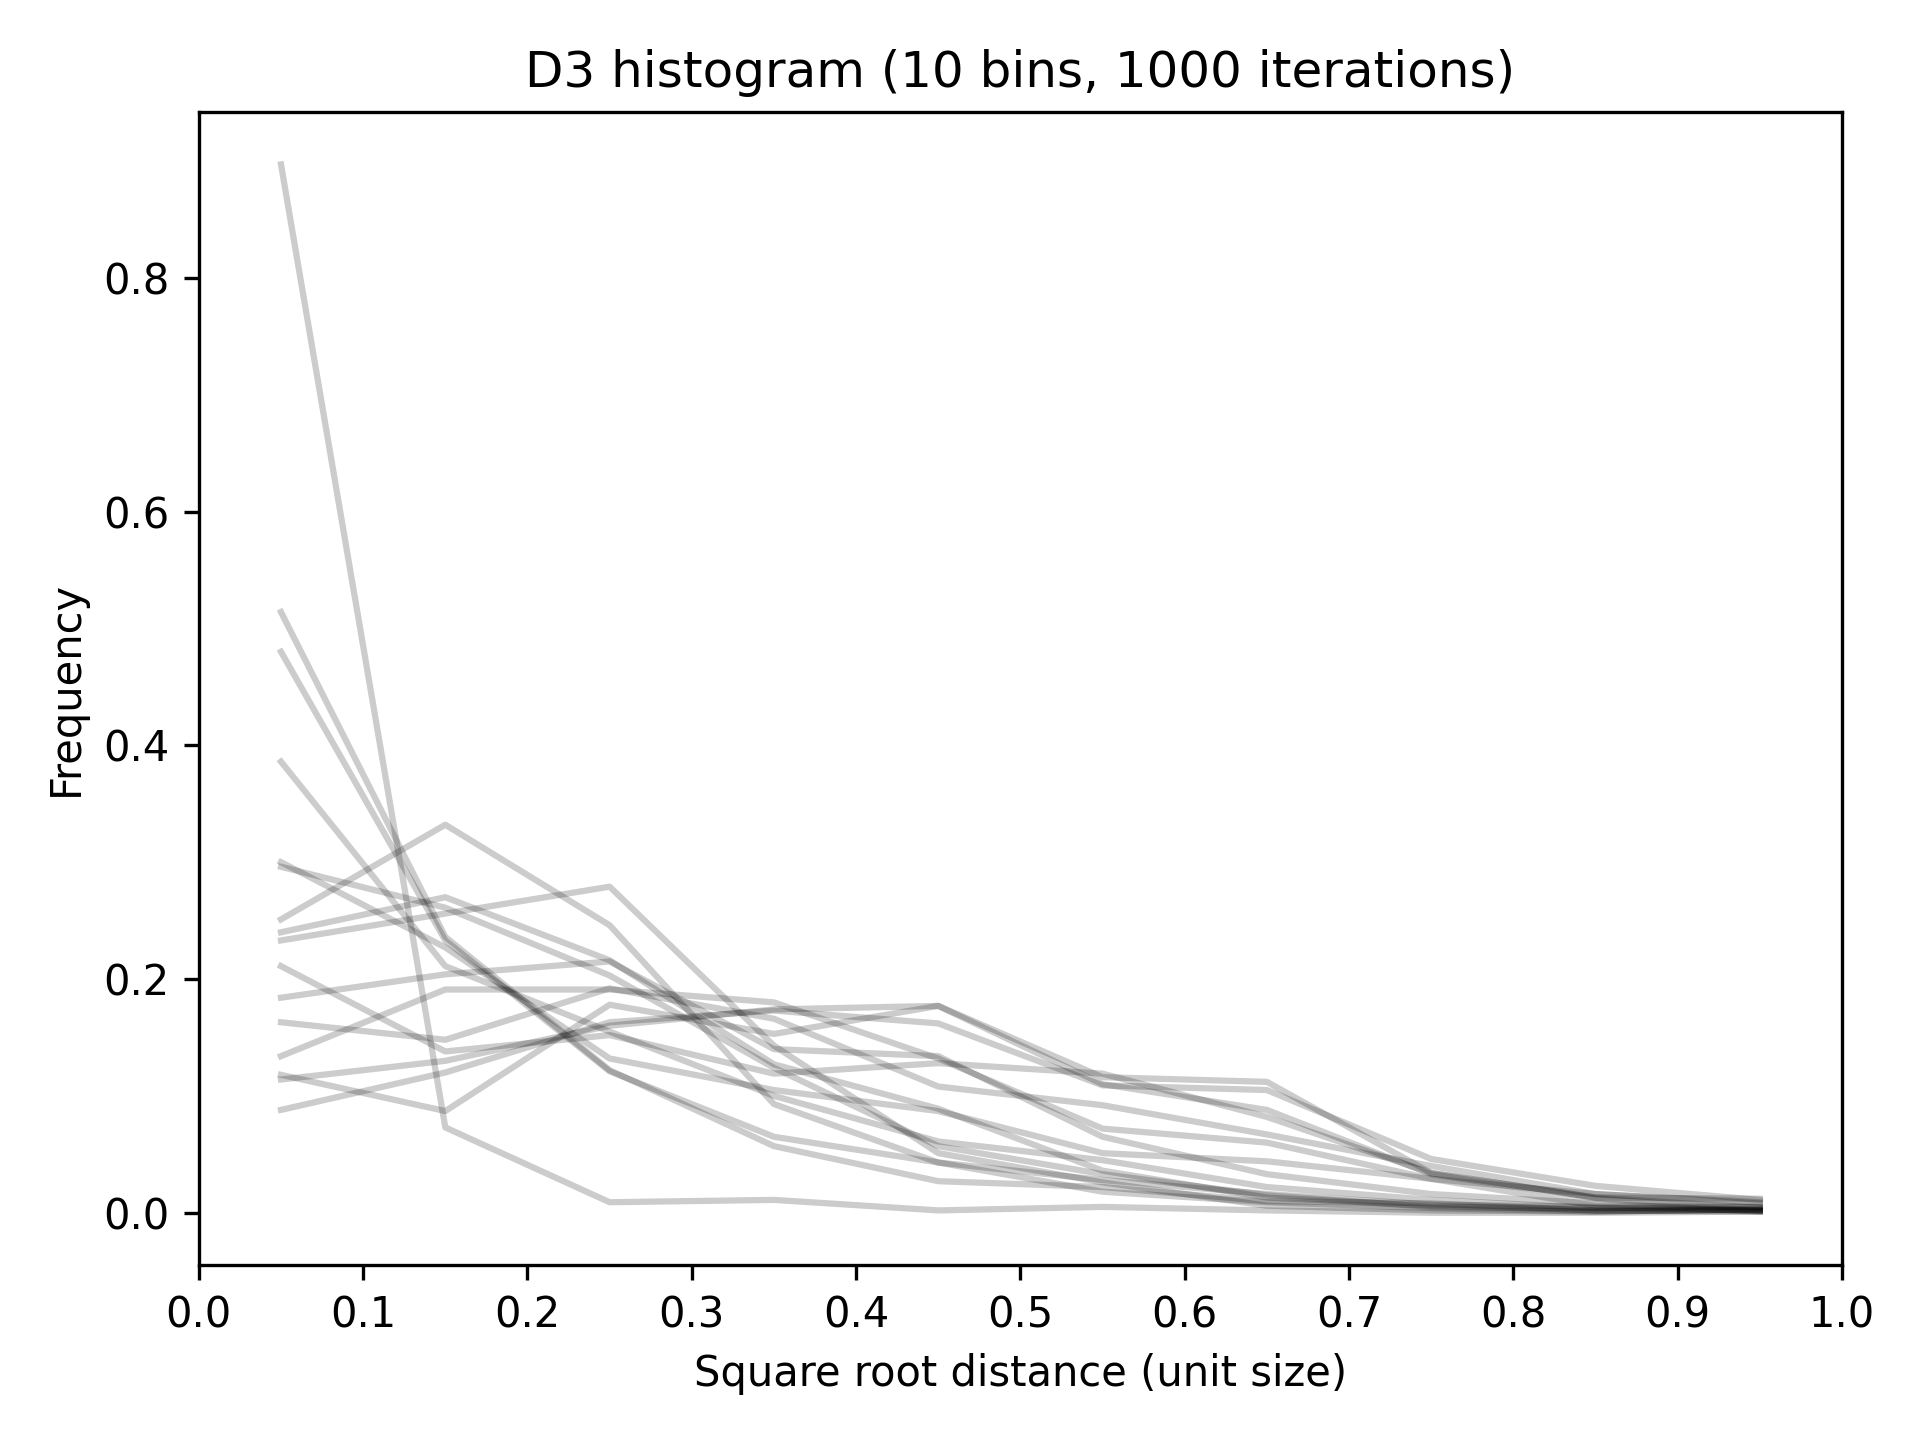 D3 histogram (10 bins, 1000 iterations)
Frequency
0.8
0.6
0.4
0.2
0.0
0.0 0.1 0.2 0.3 0.4 0.5 0.6 0.7 0.8 0.9 1.0
Square root distance (unit size)